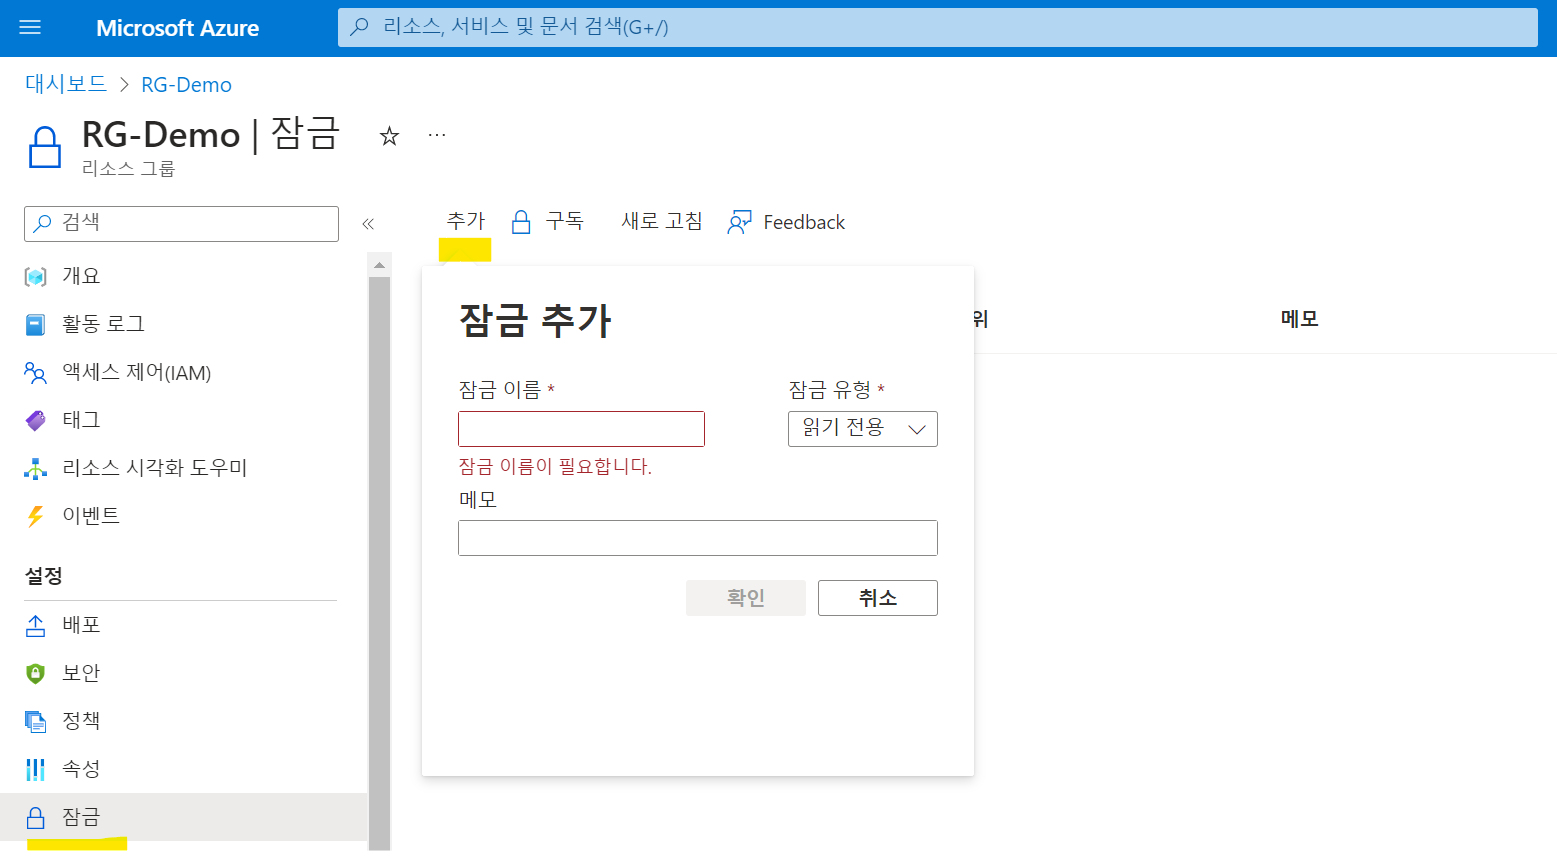 Microsoft Azure
리소스, 서비스 및 문서 검색(G+/)
대시보드 > RG-Demo
RG-Demo | 잠금
리소스 그룹
검색
추가 구독 새로 고침 Feedback
개요
활동 로그
액세스 제어(IAM)
태그
리소스 시각화 도우미
이벤트
설정
배포
보안
정책
속성
잠금
잠금 추가
잠금 이름 *
잠금 유형 *
읽기 전용
잠금 이름이 필요합니다.
메모
확인 취소
위 메모